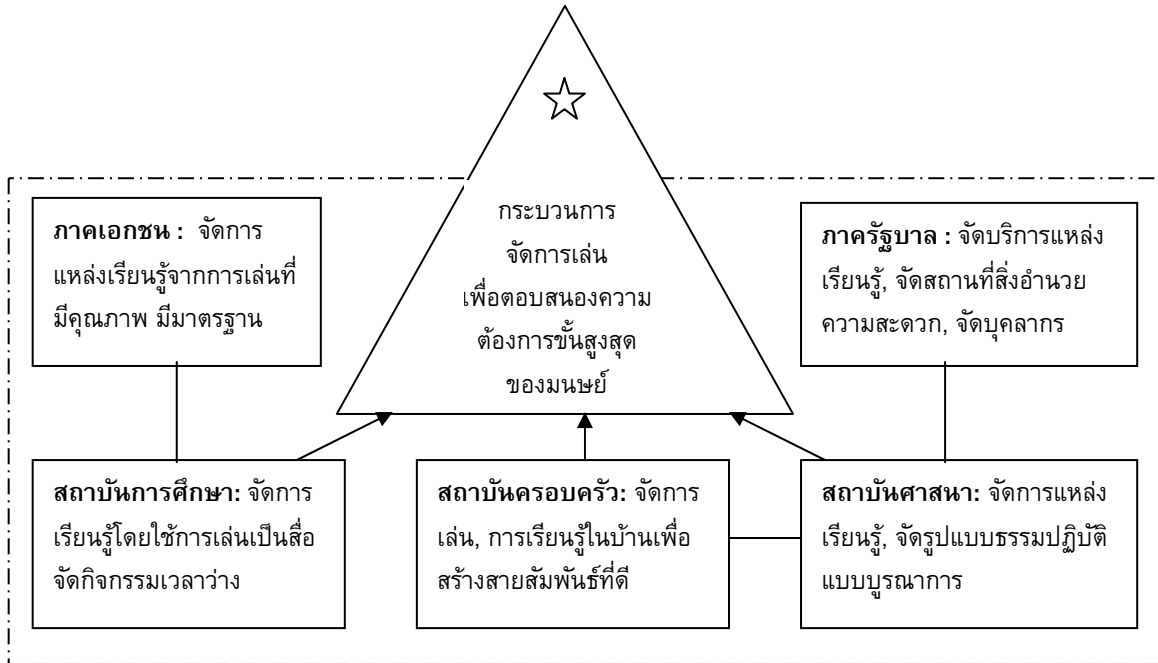 กระบวนการ
จัดการเล่น
เพื่อตอบสนองความ
ต้องการขั้นสูงสุด
ของมนษย์
ภาคเอกชน : จัดการ
แหล่งเรียนรู้จากการเล่นที่
มีคุณภาพ มีมาตรฐาน
ภาครัฐบาล : จัดบริการแหล่ง
เรียนรู้, จัดสถานที่สิ่งอำนวย
ความสะดวก, จัดบุคลากร
สถาบันการศึกษา: จัดการ
เรียนรู้โดยใช้การเล่นเป็นสื่อ
จัดกิจกรรมเวลาว่าง
สถาบันครอบครัว: จัดการ
เล่น, การเรียนรู้ในบ้านเพื่อ
สร้างสายสัมพันธ์ที่ดี
สถาบันศาสนา: จัดการแหล่ง
เรียนรู้, จัดรูปแบบธรรมปฏิบัติ
แบบบูรณาการ